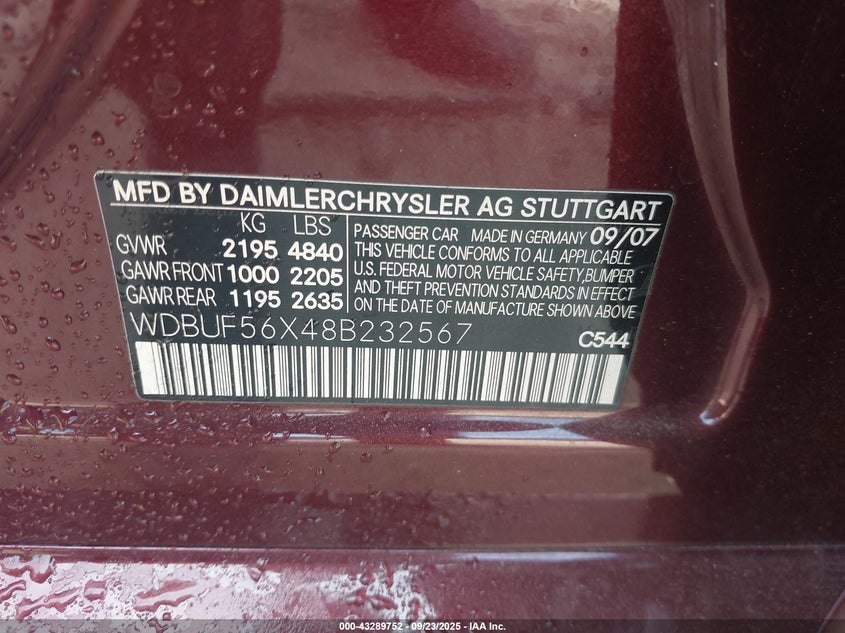 MFD BY DAIMLERCHRYSLER AG STUTTGART
KG LBS
GVWR 2195 4840
GAWR FRONT 1000 2205
GAWR REAR 1195 2635
PASSENGER CAR MADE IN GERMANY 09/07
THIS VEHICLE CONFORMS TO ALL APPLICABLE
U.S. FEDERAL MOTOR VEHICLE SAFETY,BUMPER
AND THEFT PREVENTION STANDARDS IN EFFECT
ON THE DATE OF MANUFACTURE SHOWN ABOVE.
WDBUF56X48B232567
C544
000-43289752 - 09/23/2025 - IAA Inc.